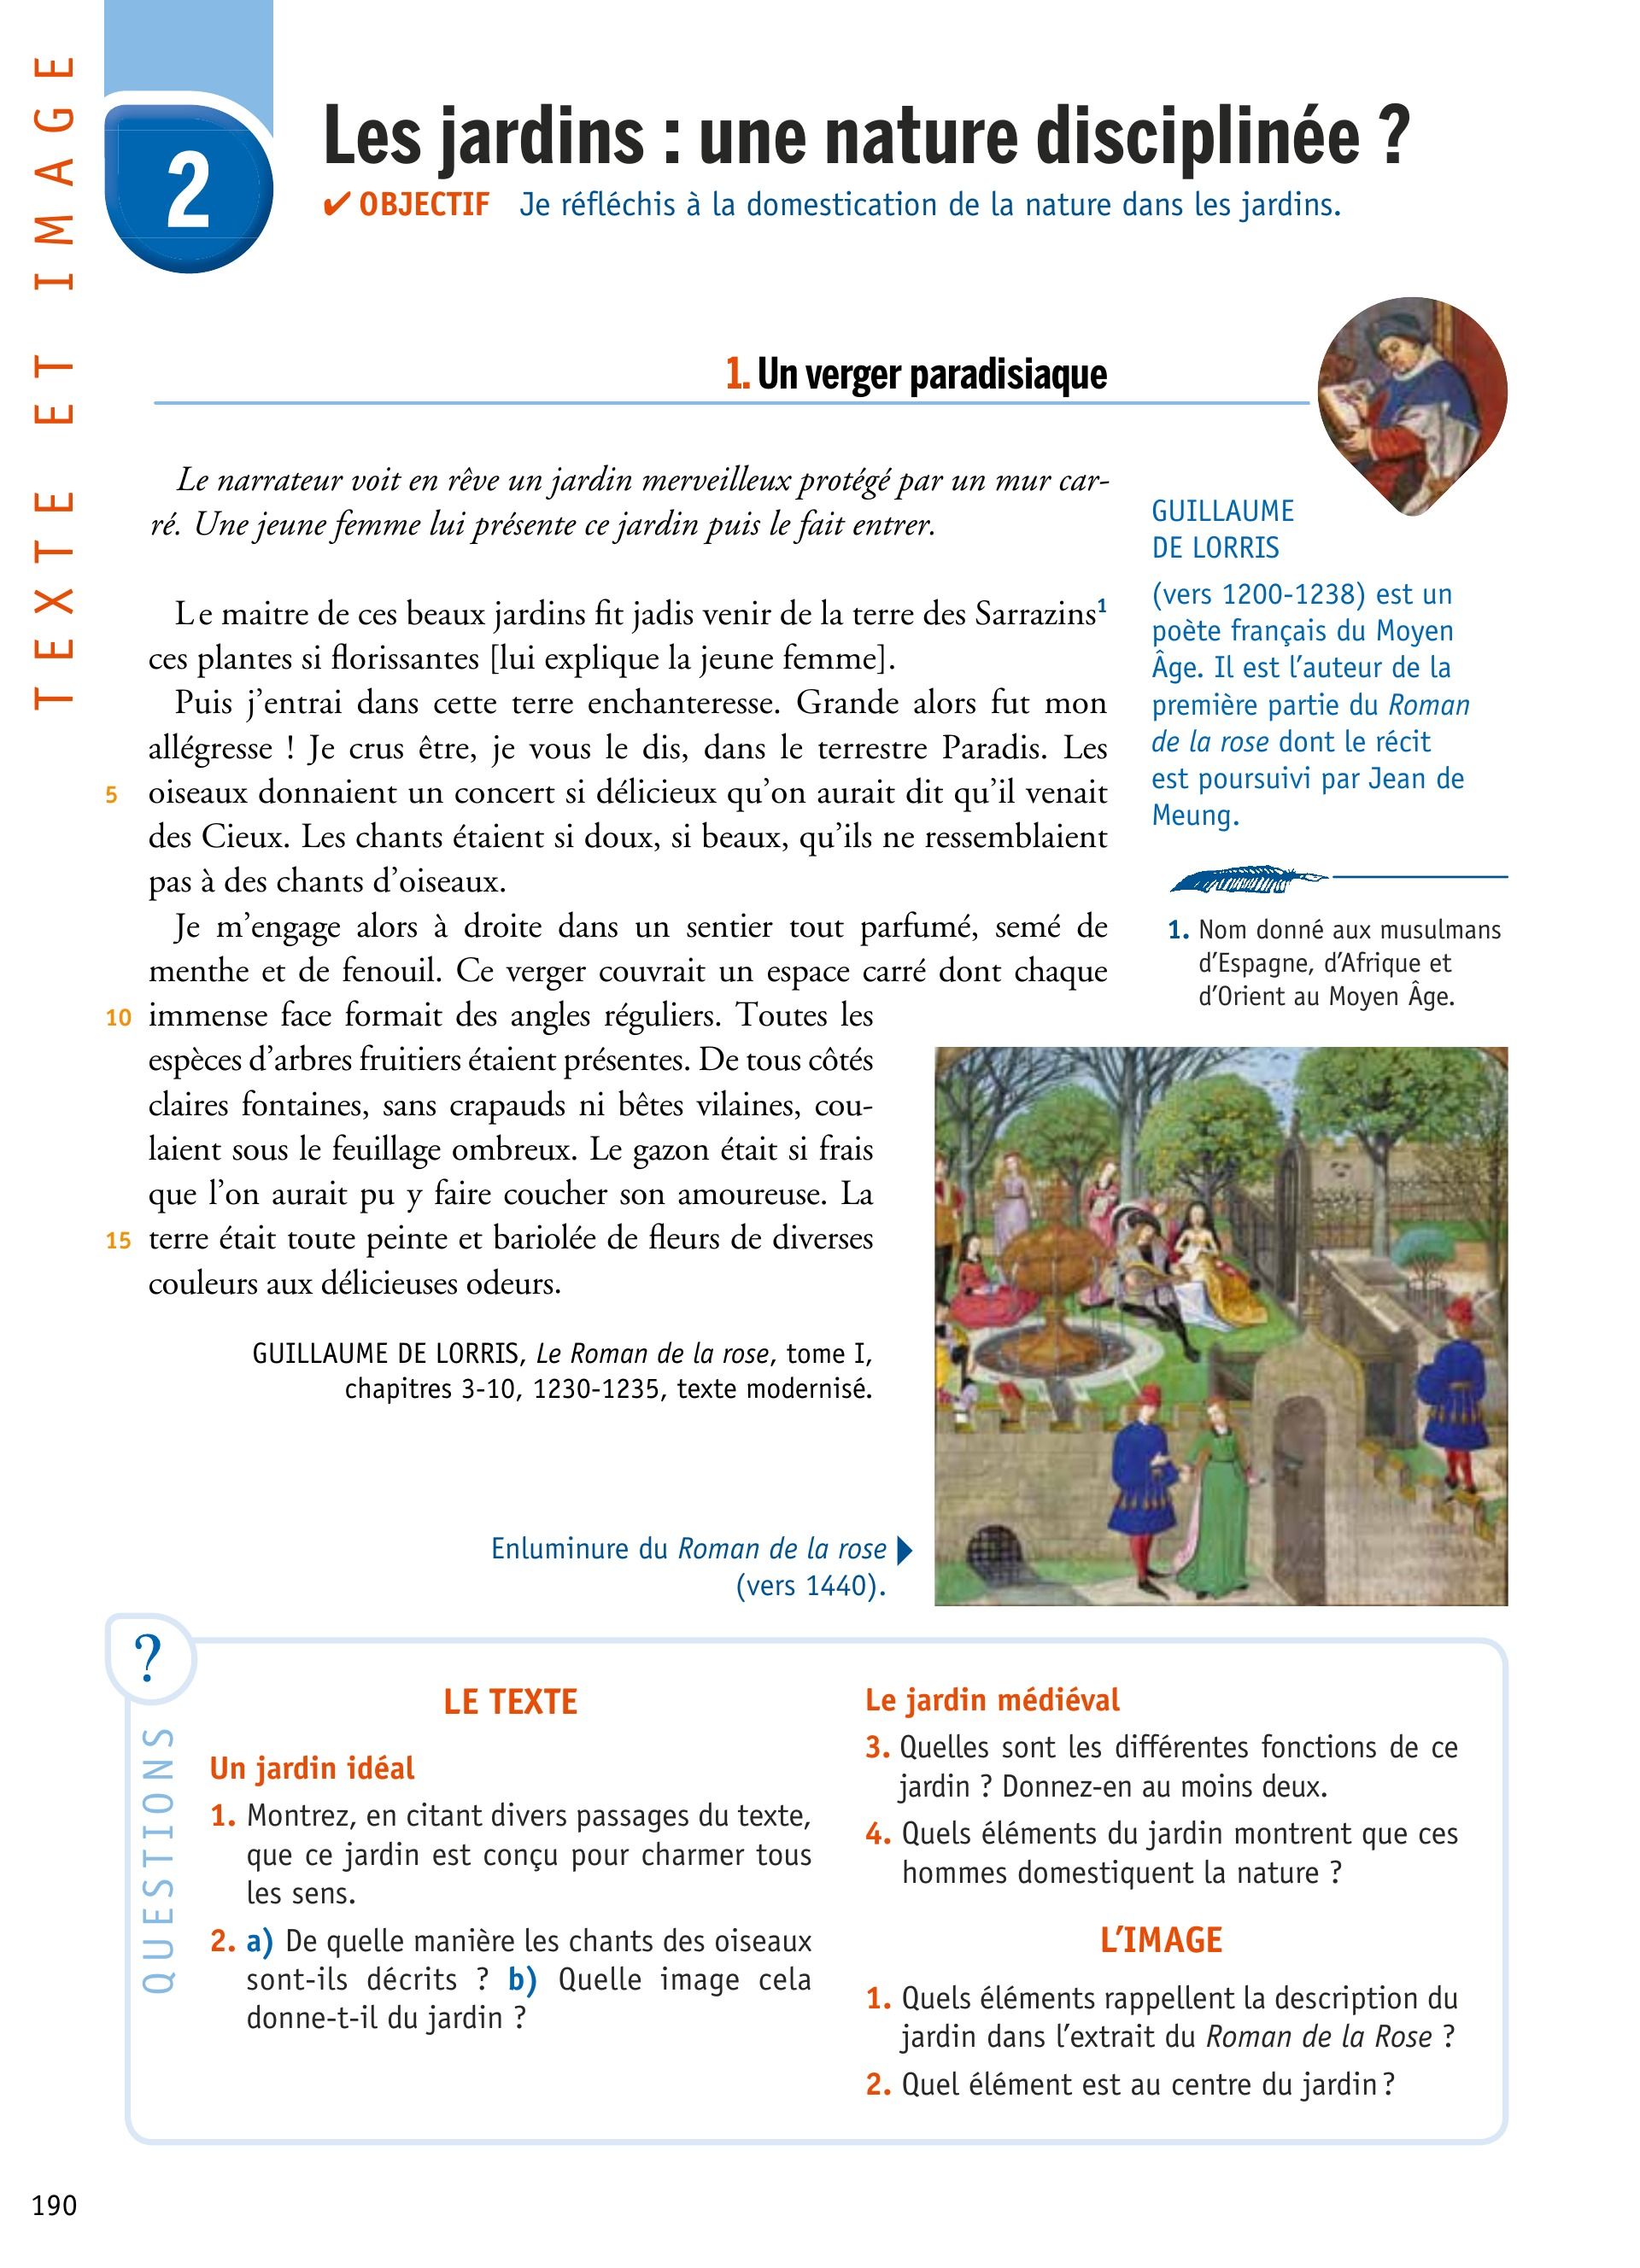 TEXTE ET IMAGE
2
Les jardins : une nature disciplinée ?
✔ OBJECTIF Je réfléchis à la domestication de la nature dans les jardins.
1. Un verger paradisiaque
Le narrateur voit en rêve un jardin merveilleux protégé par un mur car-
ré. Une jeune femme lui présente ce jardin puis le fait entrer.
Le maitre de ces beaux jardins fit jadis venir de la terre des Sarrazins¹
ces plantes si florissantes [lui explique la jeune femme].
Puis j'entrai dans cette terre enchanteresse. Grande alors fut mon
allégresse ! Je crus être, je vous le dis, dans le terrestre Paradis. Les
5 oiseaux donnaient un concert si délicieux qu'on aurait dit qu'il venait
des Cieux. Les chants étaient si doux, si beaux, qu'ils ne ressemblaient
pas à des chants d'oiseaux.
Je m'engage alors à droite dans un sentier tout parfumé, semé de
menthe et de fenouil. Ce verger couvrait un espace carré dont chaque
10 immense face formait des angles réguliers. Toutes les
espèces d'arbres fruitiers étaient présentes. De tous côtés
claires fontaines, sans crapauds ni bêtes vilaines, cou-
laient sous le feuillage ombreux. Le gazon était si frais
que l'on aurait pu y faire coucher son amoureuse. La
15 terre était toute peinte et bariolée de fleurs de diverses
couleurs aux délicieuses odeurs.
GUILLAUME DE LORRIS, Le Roman de la rose, tome I,
chapitres 3-10, 1230-1235, texte modernisé.
GUILLAUME
DE LORRIS
(vers 1200-1238) est un
poète français du Moyen
Âge. Il est l'auteur de la
première partie du Roman
de la rose dont le récit
est poursuivi par Jean de
Meung.
1. Nom donné aux musulmans
d'Espagne, d'Afrique et
d'Orient au Moyen Âge.
Enluminure du Roman de la rose
(vers 1440).
?
QUESTIONS
LE TEXTE
Un jardin idéal
1. Montrez, en citant divers passages du texte,
que ce jardin est conçu pour charmer tous
les sens.
2. a) De quelle manière les chants des oiseaux
sont-ils décrits ? b) Quelle image cela
donne-t-il du jardin ?
Le jardin médiéval
3. Quelles sont les différentes fonctions de ce
jardin ? Donnez-en au moins deux.
4. Quels éléments du jardin montrent que ces
hommes domestiquent la nature ?
L'IMAGE
1. Quels éléments rappellent la description du
jardin dans l'extrait du Roman de la Rose ?
2. Quel élément est au centre du jardin ?
190